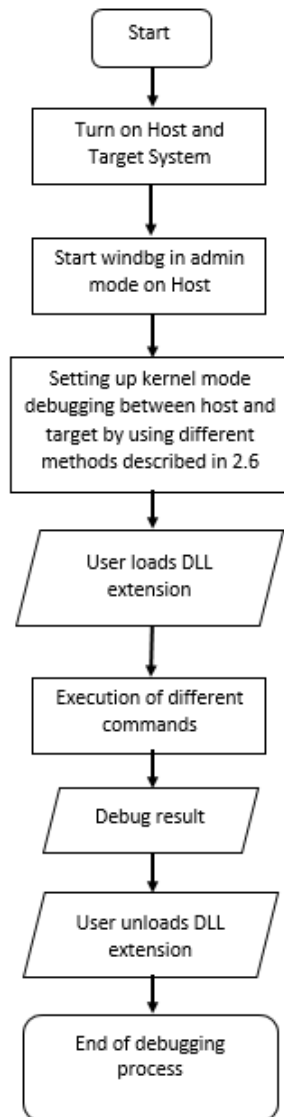 Start
Turn on Host and
Target System
Start windbg in admin
mode on Host
Setting up kernel mode
debugging between host and
target by using different
methods described in 2.6
User loads DLL
extension
Execution of different
commands
Debug result
User unloads DLL
extension
End of debugging
process